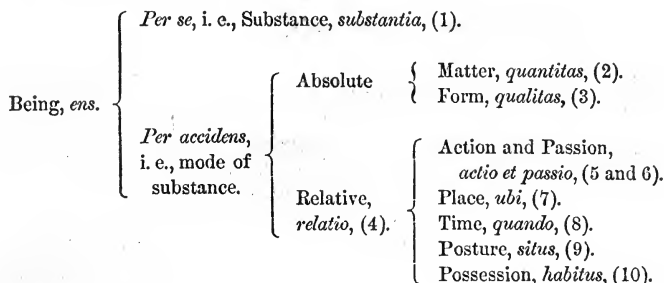 Per se, i. e., Substance, substantia, (1).
Being, ens.
Per accidens,
i. e., mode of
substance.
Absolute
Matter, quantitas, (2).
Form, qualitas, (3).
Relative,
relatio, (4).
Action and Passion,
actio et passio, (5 and 6).
Place, ubi, (7).
Time, quando, (8).
Posture, situs, (9).
Possession, habitus, (10).